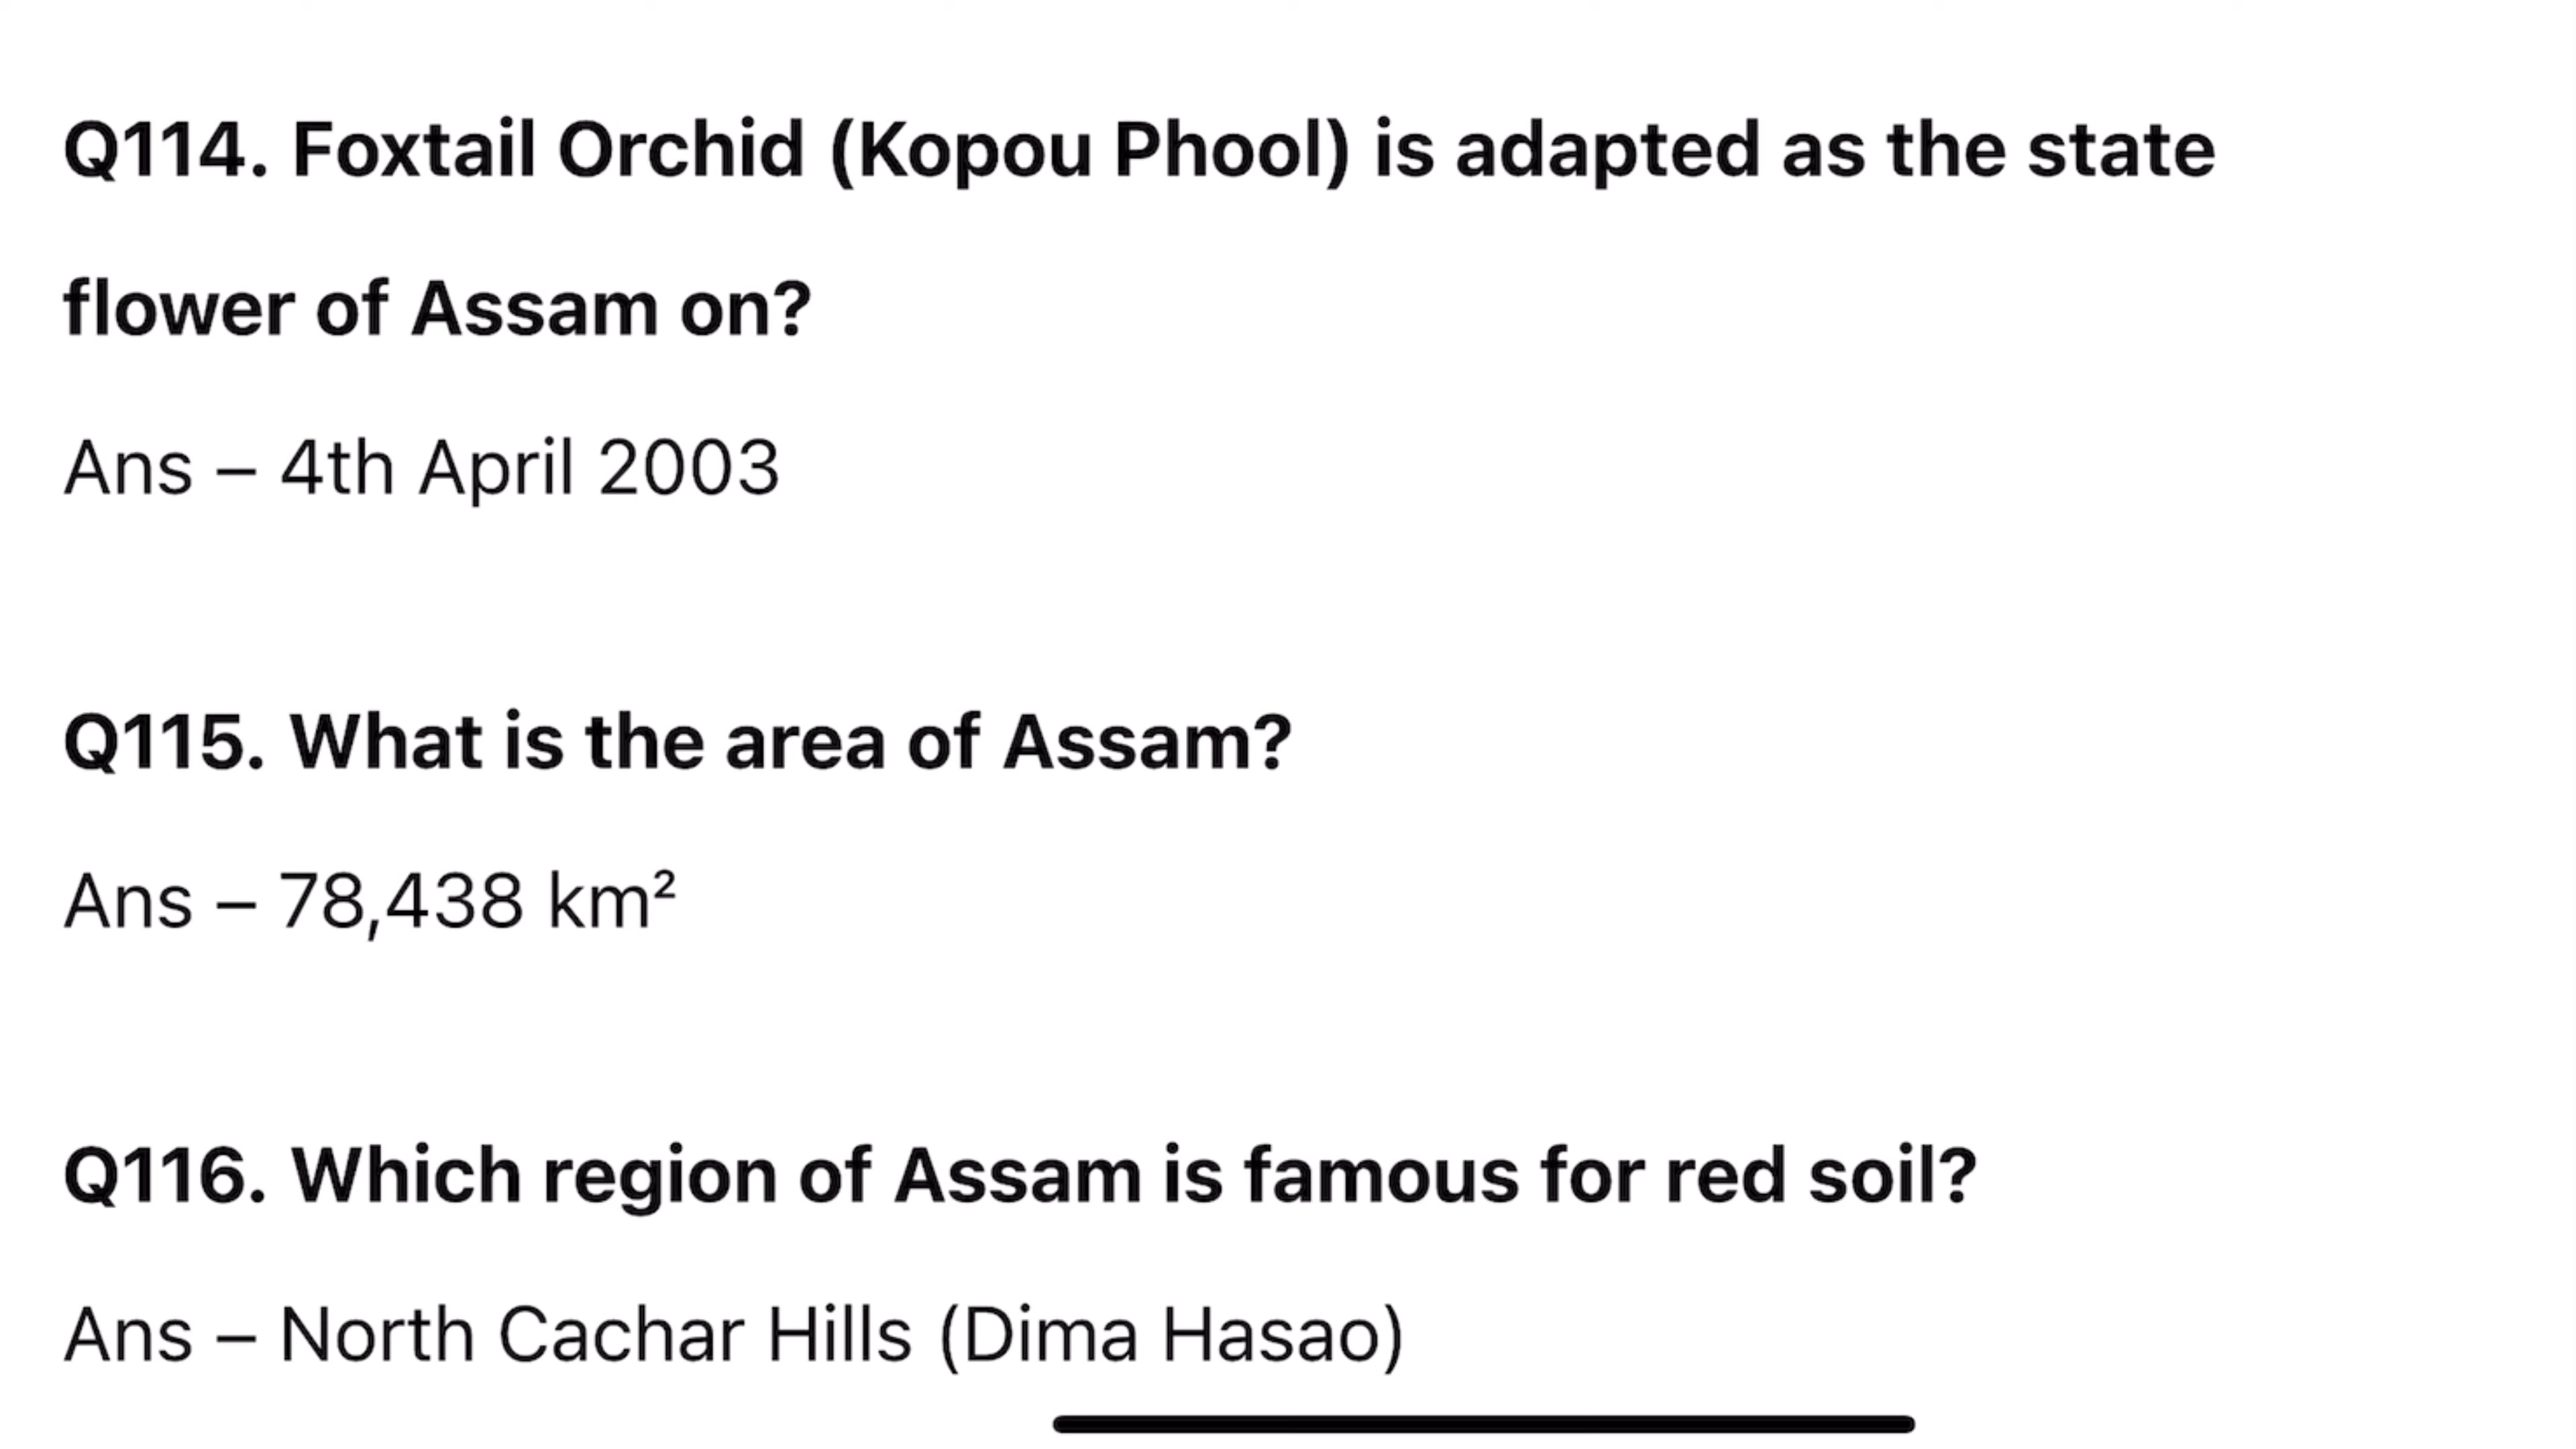 Q114. Foxtail Orchid (Kopou Phool) is adapted as the state
flower of Assam on?
Ans – 4th April 2003
Q115. What is the area of Assam?
Ans – 78,438 km²
Q116. Which region of Assam is famous for red soil?
Ans – North Cachar Hills (Dima Hasao)